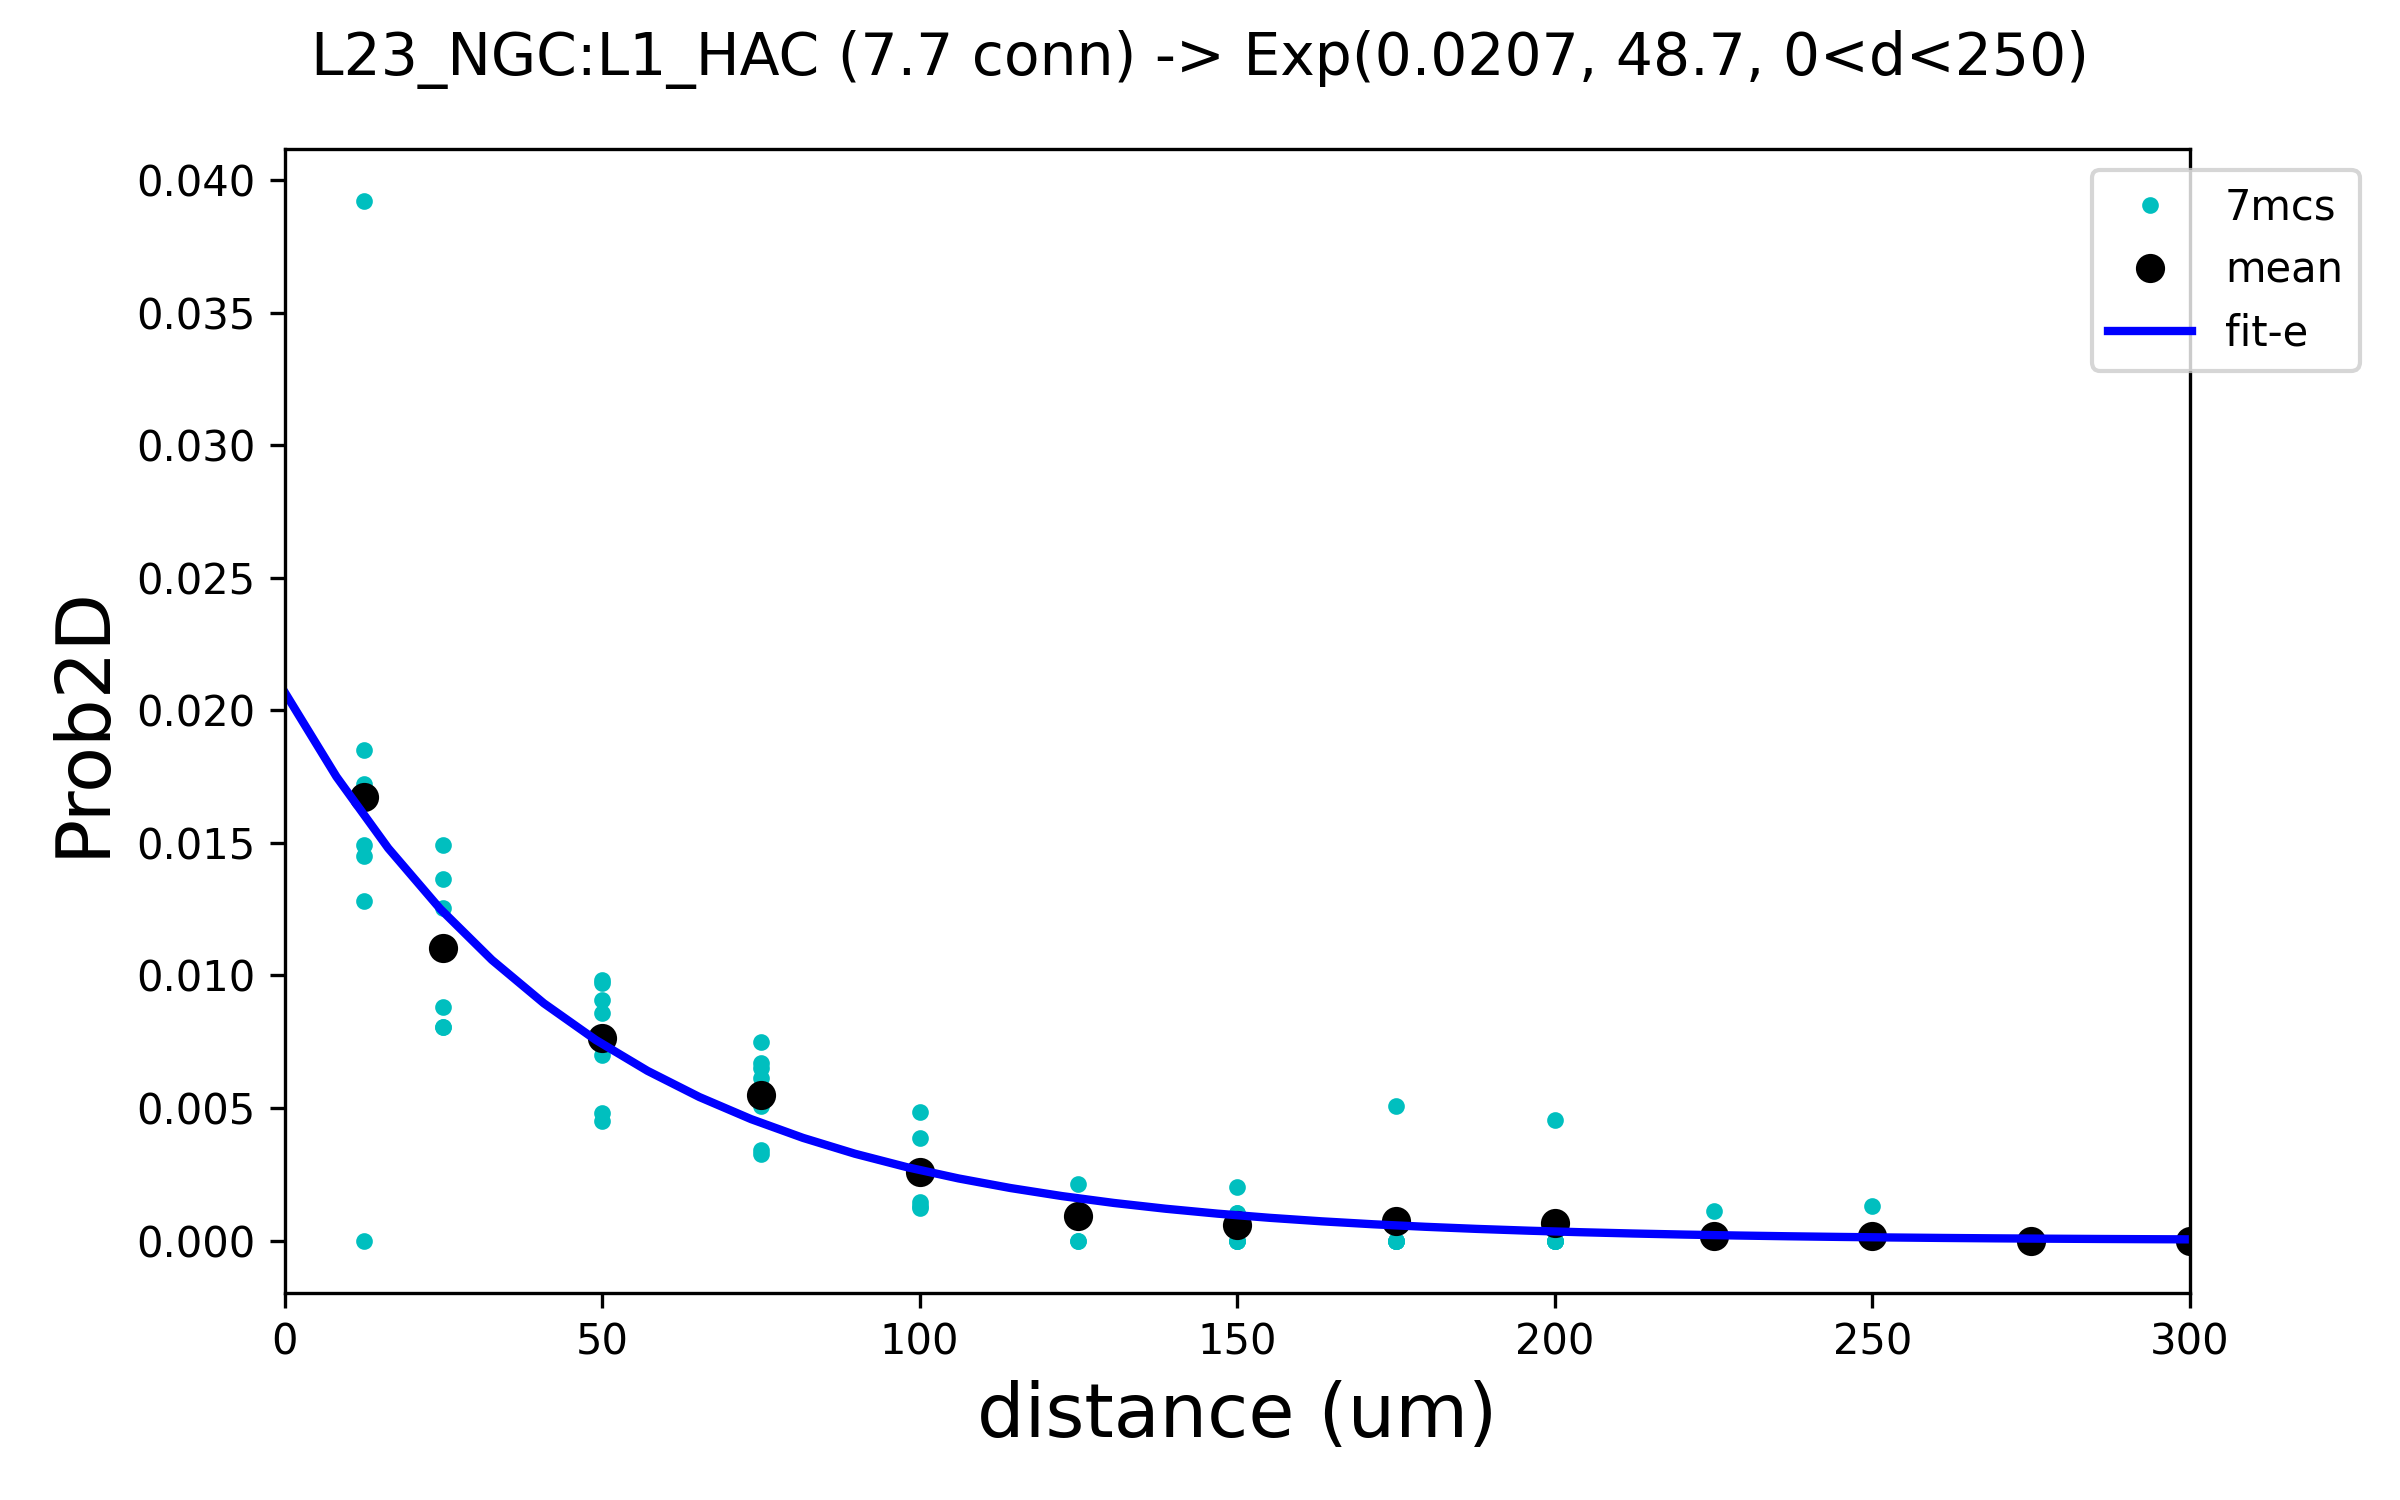 L23_NGC:L1_HAC (7.7 conn) -> Exp(0.0207, 48.7, 0<d<250)
0.040
0.035
0.030
0.025
0.020
0.015
0.010
0.005
0.000
Prob2D
7mcs
mean
fit-e
0 50 100 150 200 250 300
distance (um)